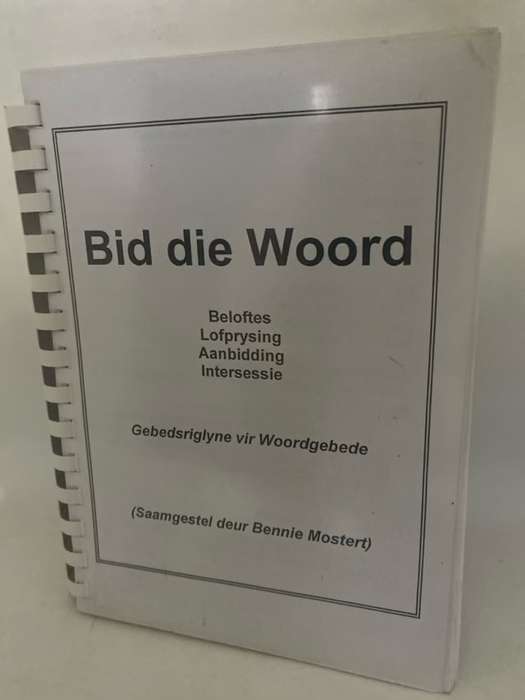 Bid die Woord
Beloftes
Lofprysing
Aanbidding
Intersessie
Gebedsriglyne vir Woordgebede
(Saamgestel deur Bennie Mostert)